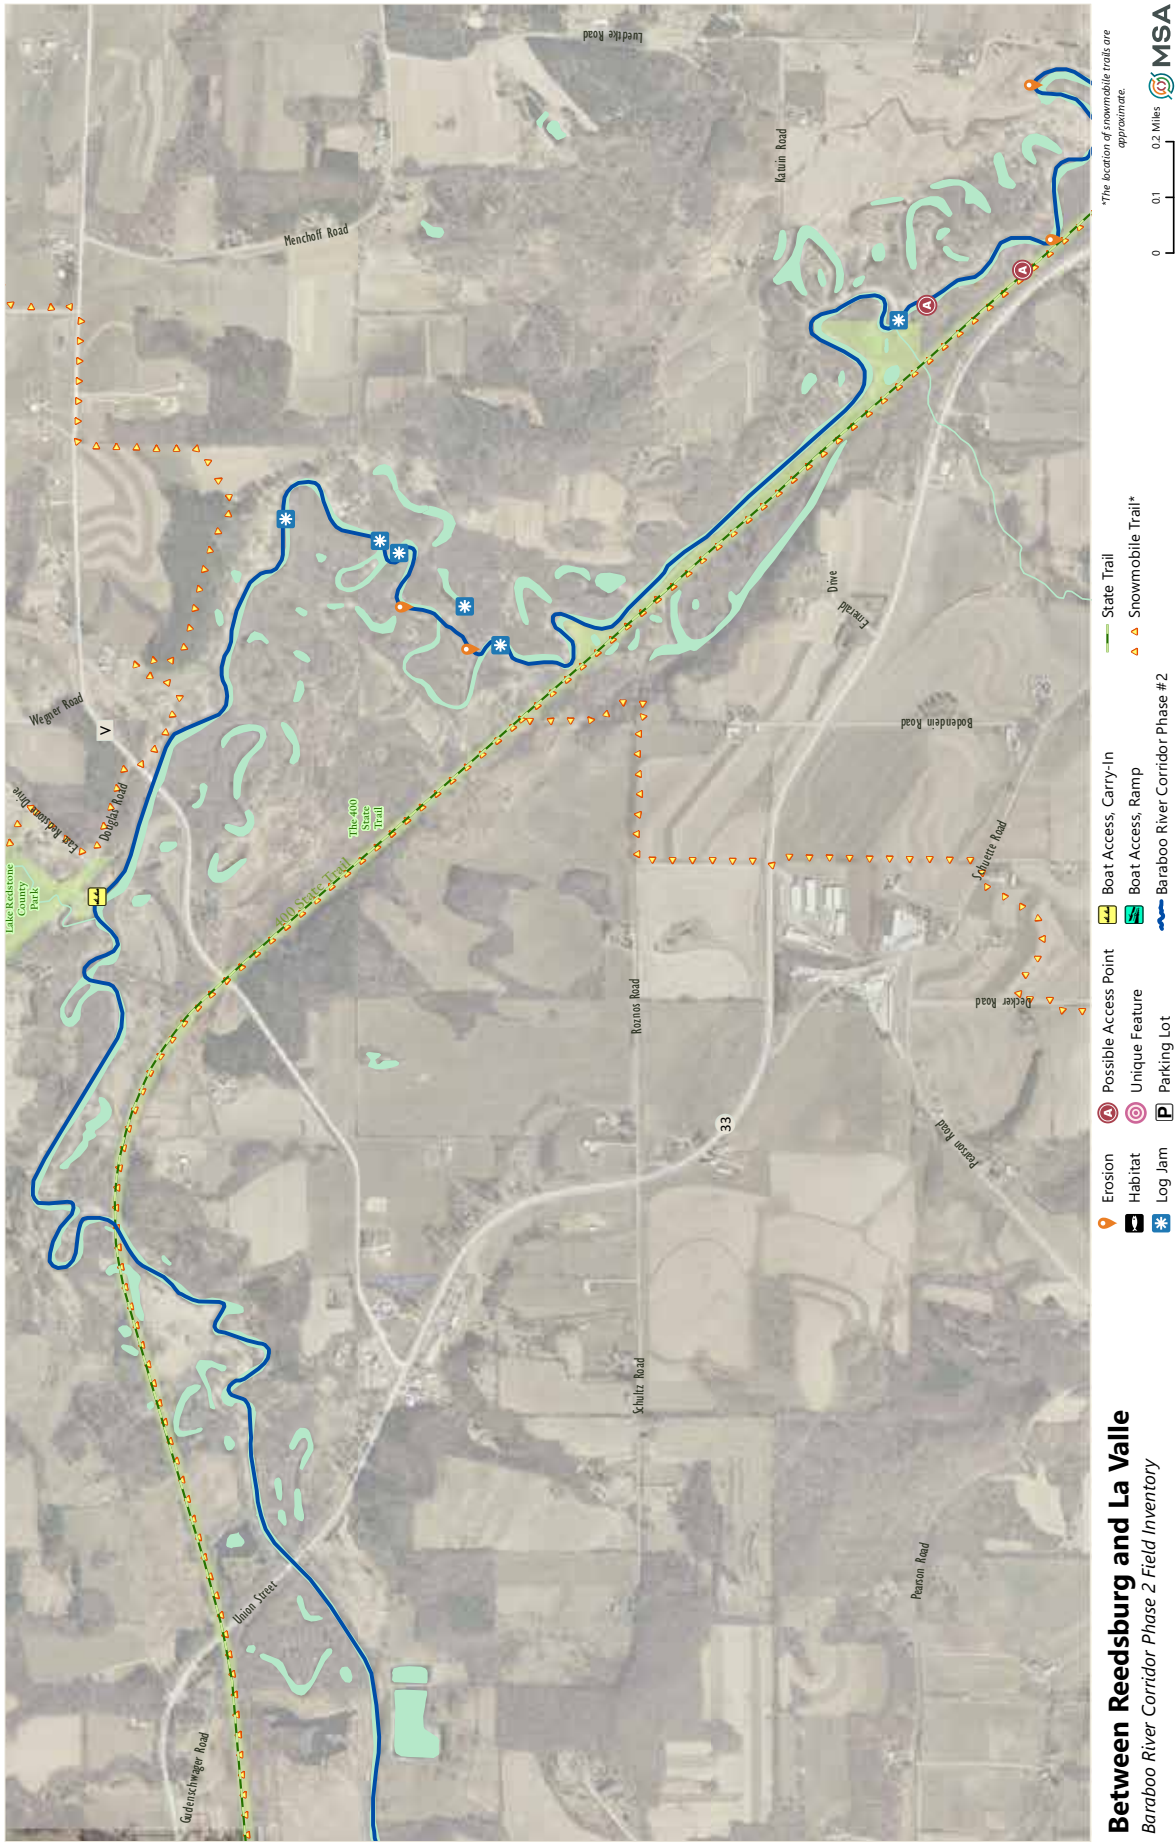 Lake Redstone
County
Park
East Redstone Drive
Douglas Road
Wegner Road
V
Menchoff Road
Luedtke Road
Katuin Road
The 400
State
Trail
400 State Trail
Emerald
Drive
Bodendein Road
Schuette Road
Decker Road
Roznos Road
33
Pearson Road
Schultz Road
Pearson Road
Union Street
Gudenschwager Road
Between Reedsburg and La Valle
Baraboo River Corridor Phase 2 Field Inventory
Erosion
Habitat
Log Jam
A Possible Access Point
Unique Feature
P Parking Lot
Boat Access, Carry-In
Boat Access, Ramp
Baraboo River Corridor Phase #2
State Trail
Snowmobile Trail*
*The location of snowmobile trails are
approximate.
0 0.1 0.2 Miles
MSA
A
A